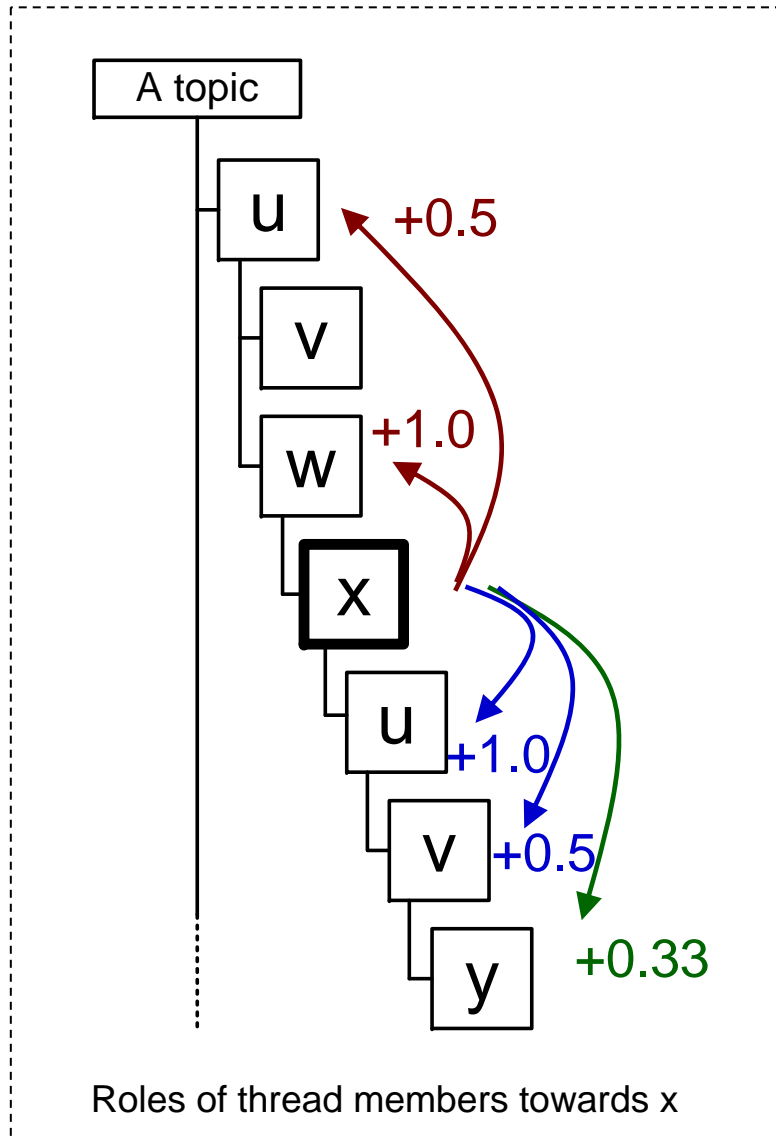 A topic
u
+0.5
v
+1.0
w
x
u
+1.0
v
+0.5
y
+0.33
Roles of thread members towards x